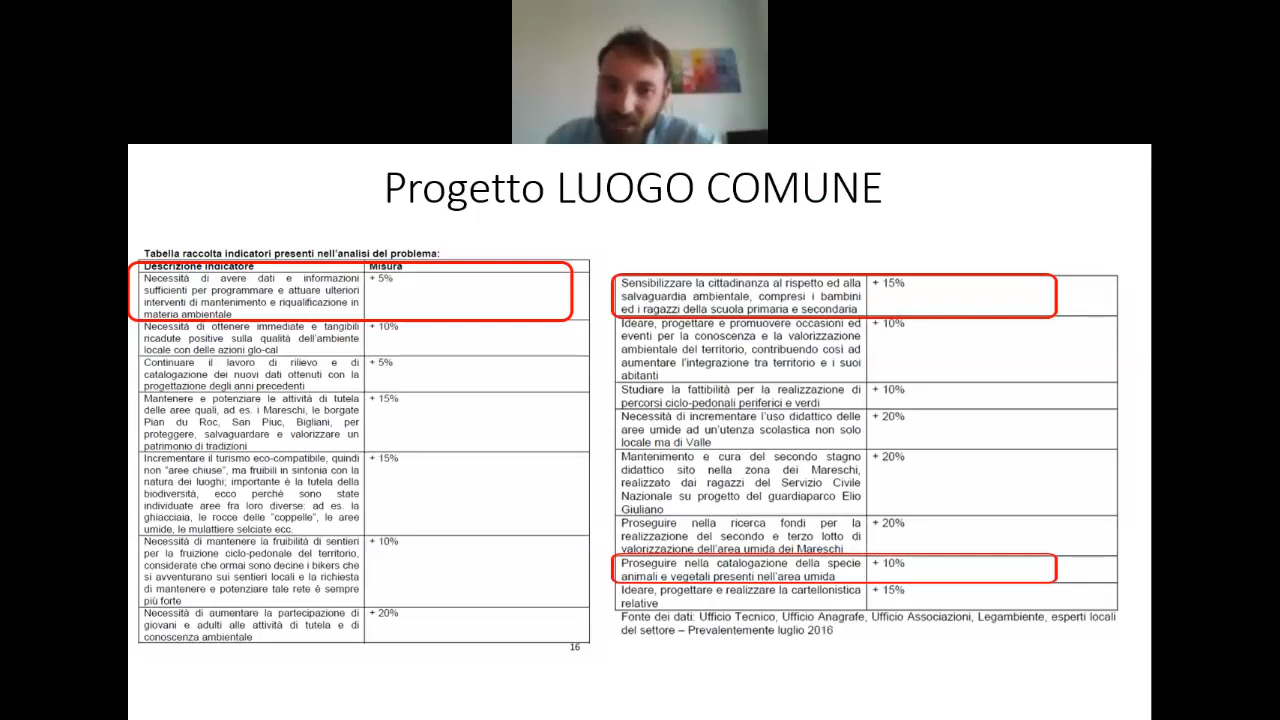 Progetto LUOGO COMUNE
Tabella raccolta indicatori presenti nell'analisi del problema:
Descrizione indicatore Misura
Necessità di avere dati e informazioni + 5%
sufficienti per programmare e attuare ulteriori
interventi di mantenimento e riqualificazione in
materia ambientale
Necessità di ottenere immediate e tangibili + 10%
ricadute positive sulla qualità dell'ambiente
locale con delle azioni glo-cal
Continuare il lavoro di rilievo e di + 5%
catalogazione dei nuovi dati ottenuti con la
progettazione degli anni precedenti
Mantenere e potenziare le attività di tutela + 15%
delle aree quali, ad es. i Mareschi, le borgate
Pian du Roc, San Piuc, Bigliani, per
proteggere, salvaguardare e valorizzare un
patrimonio di tradizioni
Incrementare il turismo eco-compatibile, quindi + 15%
non "aree chiuse", ma fruibili in sintonia con la
natura dei luoghi; importante è la tutela della
biodiversità, ecco perché sono state
individuate aree fra loro diverse: ad es. la
ghiacciaia, le rocce delle "coppelle", le aree
umide, le mulattiere selciate ecc.
Necessità di mantenere la fruibilità di sentieri + 10%
per la fruizione ciclo-pedonale del territorio,
considerate che ormai sono decine i bikers che
si avventurano sui sentieri locali e la richiesta
di mantenere e potenziare tale rete è sempre
più forte
Necessità di aumentare la partecipazione di + 20%
giovani e adulti alle attività di tutela e di
conoscenza ambientale
16
Sensibilizzare la cittadinanza al rispetto ed alla + 15%
salvaguardia ambientale, compresi i bambini
ed i ragazzi della scuola primaria e secondaria
Ideare, progettare e promuovere occasioni ed + 10%
eventi per la conoscenza e la valorizzazione
ambientale del territorio, contribuendo così ad
aumentare l'integrazione tra territorio e i suoi
abitanti
Studiare la fattibilità per la realizzazione di + 10%
percorsi ciclo-pedonali periferici e verdi
Necessità di incrementare l'uso didattico delle + 20%
aree umide ad un'utenza scolastica non solo
locale ma di Valle
Mantenimento e cura del secondo stagno + 20%
didattico sito nella zona dei Mareschi,
realizzato dai ragazzi del Servizio Civile
Nazionale su progetto del guardiaparco Elio
Giuliano
Proseguire nella ricerca fondi per la + 20%
realizzazione del secondo e terzo lotto di
valorizzazione dell'area umida dei Mareschi
Proseguire nella catalogazione della specie + 10%
animali e vegetali presenti nell'area umida
Ideare, progettare e realizzare la cartellonistica + 15%
relative
Fonte dei dati: Ufficio Tecnico, Ufficio Anagrafe, Ufficio Associazioni, Legambiente, esperti locali
del settore – Prevalentemente luglio 2016